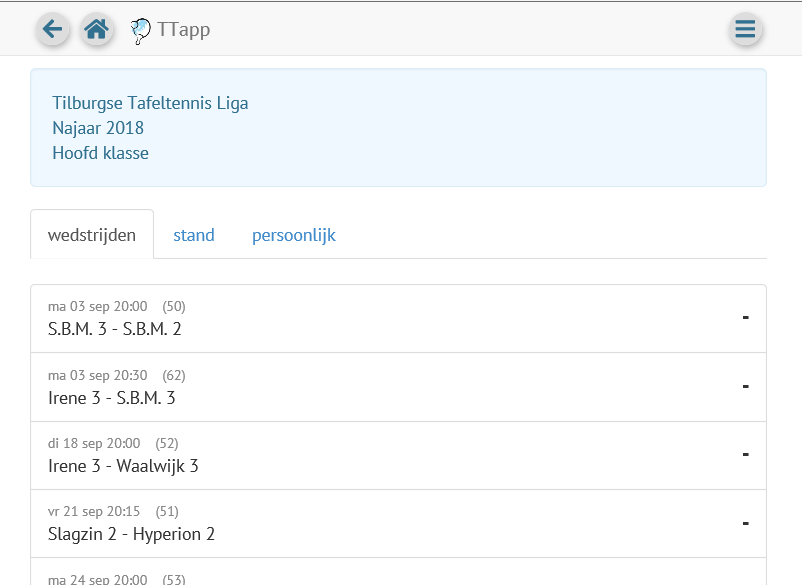 TTapp
Tilburgse Tafeltennis Liga
Najaar 2018
Hoofd klasse
wedstrijden persoonlijk stand
ma 03 sep 20:00 (50)
S.B.M. 3 - S.B.M. 2 -
ma 03 sep 20:30 (62)
Irene 3 - S.B.M. 3 -
di 18 sep 20:00 (52)
Irene 3 - Waalwijk 3 -
vr 21 sep 20:15 (51)
Slagzin 2 - Hyperion 2 -
ma 24 sep 20:00 (53)